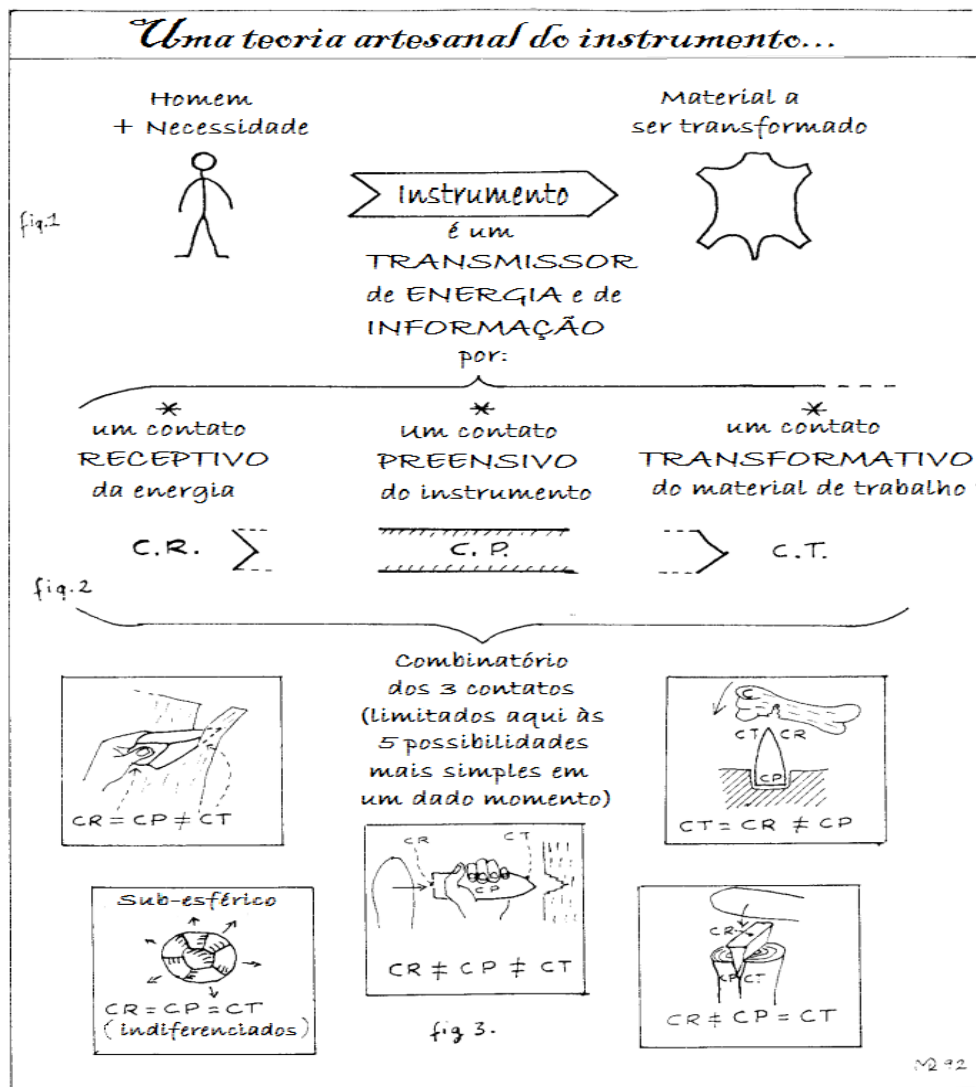 Uma teoria artesanal do instrumento...
Homem
+ Necessidade
Material a
ser transformado
fig.1
Instrumento
é um
TRANSMISSOR
de ENERGIA e de
INFORMAÇÃO
por:
um contato
RECEPTIVO
da energia
um contato
PREENSIVO
do instrumento
um contato
TRANSFORMATIVO
do material de trabalho
C.R.
C.P.
C.T.
fig.2
Combinatório
dos 3 contatos
(limitados aqui às
5 possibilidades
mais simples em
um dado momento)
CR = CP ≠ CT
CT CR
CP
CT = CR ≠ CP
Sub-esférico
CR = CP = CT
(indiferenciados)
CR CT
CP
CR ≠ CP ≠ CT
fig 3.
CR
CP CT
CR ≠ CP = CT